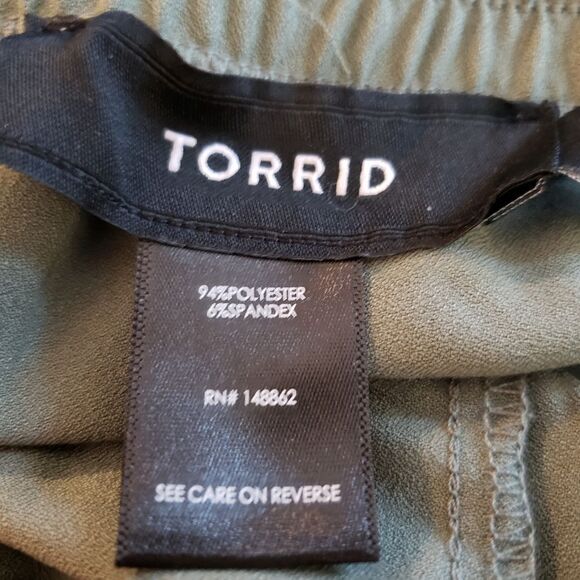 TORRID
94%POLYESTER
6%SPANDEX
RN# 148862
SEE CARE ON REVERSE